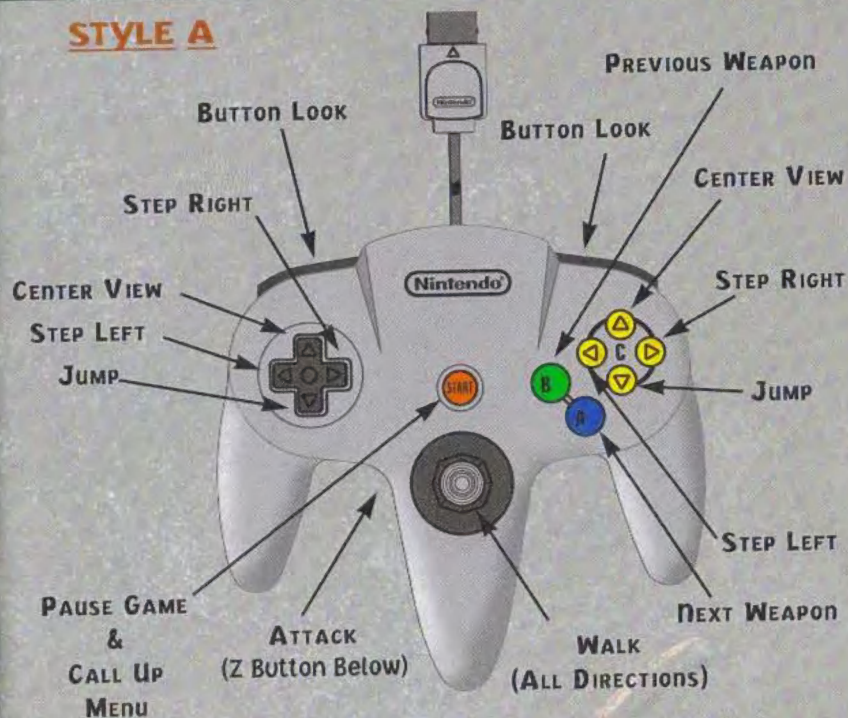 STYLE A
PREVIOUS WEAPON
BUTTON LOOK
BUTTON LOOK
CENTER VIEW
STEP RIGHT
STEP RIGHT
CENTER VIEW
STEP LEFT
JUMP
JUMP
Nintendo
Nintendo
START
B
A
C
STEP LEFT
NEXT WEAPON
PAUSE GAME
&
CALL UP
MENU
ATTACK
(Z Button Below)
WALK
(ALL DIRECTIONS)